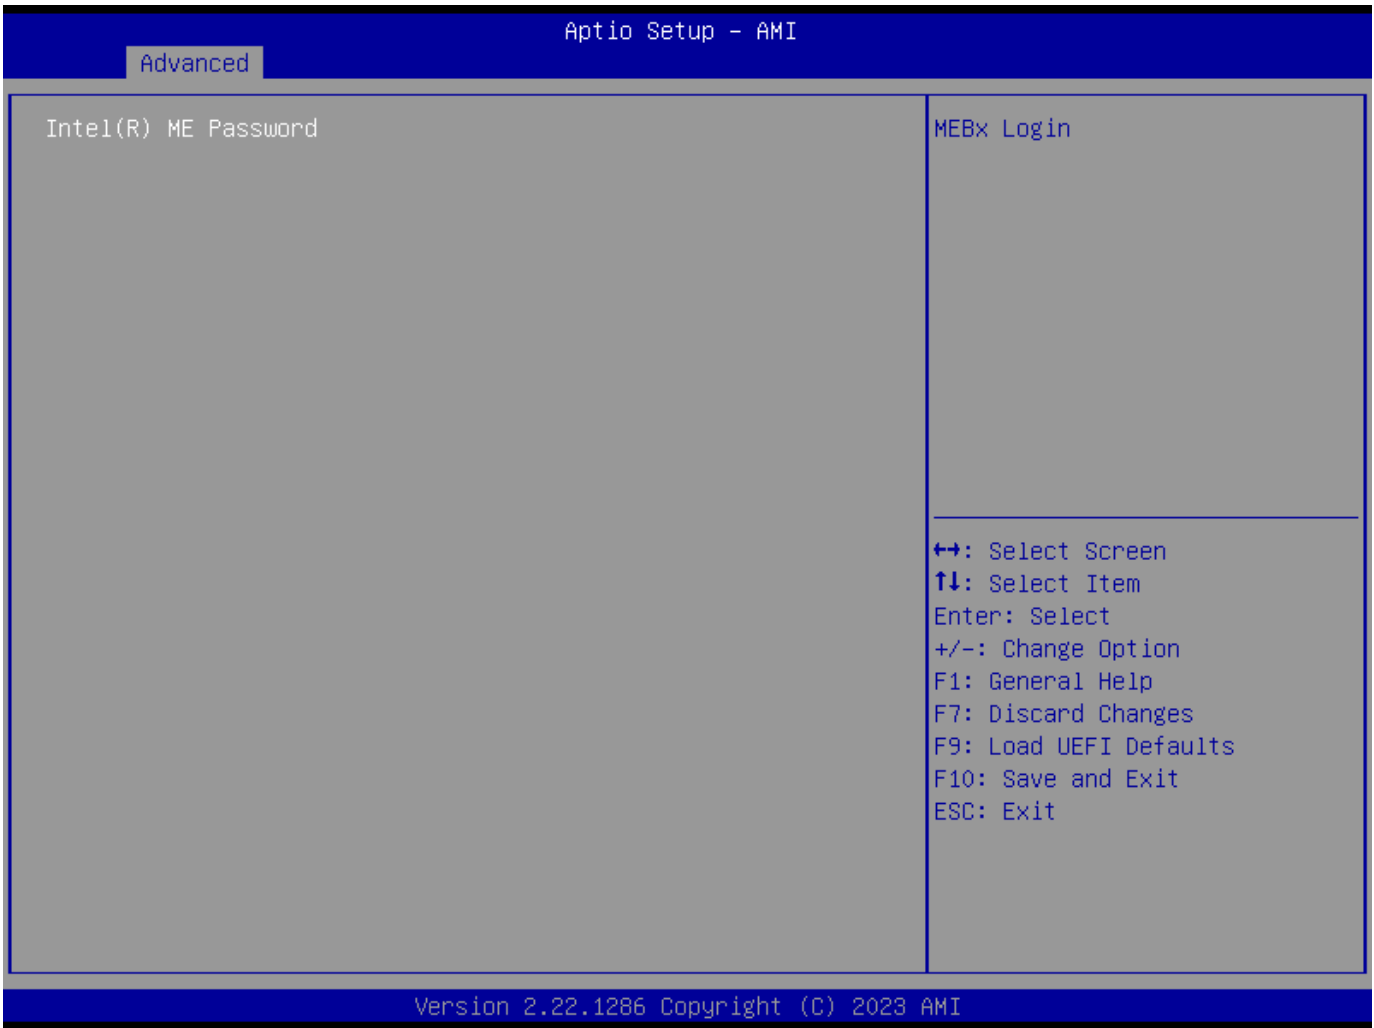 Aptio Setup – AMI
Advanced
Intel(R) ME Password
MEBx Login
↔: Select Screen
↑↓: Select Item
Enter: Select
+/-: Change Option
F1: General Help
F7: Discard Changes
F9: Load UEFI Defaults
F10: Save and Exit
ESC: Exit
Version 2.22.1286 Copyright (C) 2023 AMI